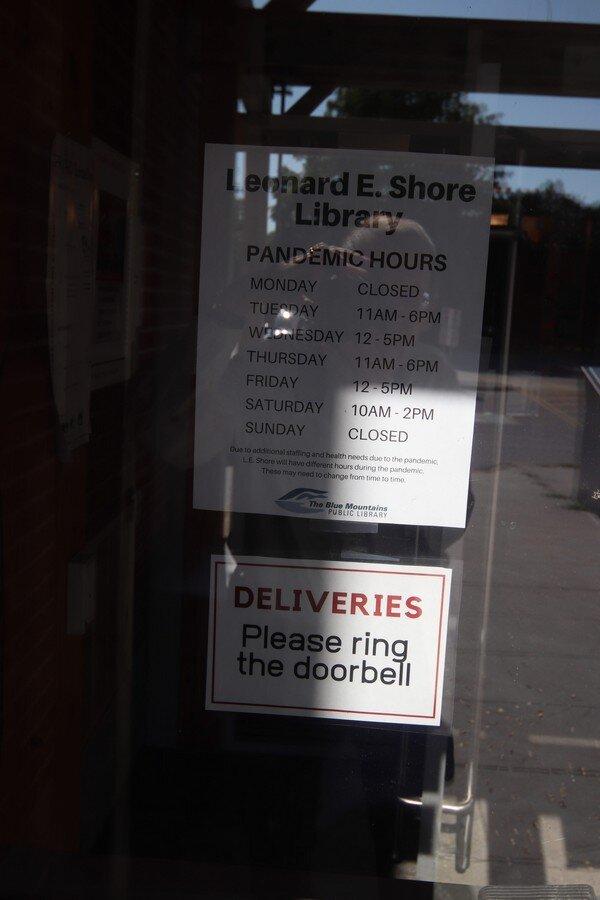 Leonard E. Shore
Library
PANDEMIC HOURS
MONDAY CLOSED
TUESDAY 11AM - 6PM
WEDNESDAY 12 - 5PM
THURSDAY 11AM - 6PM
FRIDAY 12 - 5PM
SATURDAY 10AM - 2PM
SUNDAY CLOSED
Due to additional staffing and health needs due to the pandemic,
L.E. Shore will have different hours during the pandemic.
These may need to change from time to time.
The Blue Mountains
PUBLIC LIBRARY
DELIVERIES
Please ring
the doorbell